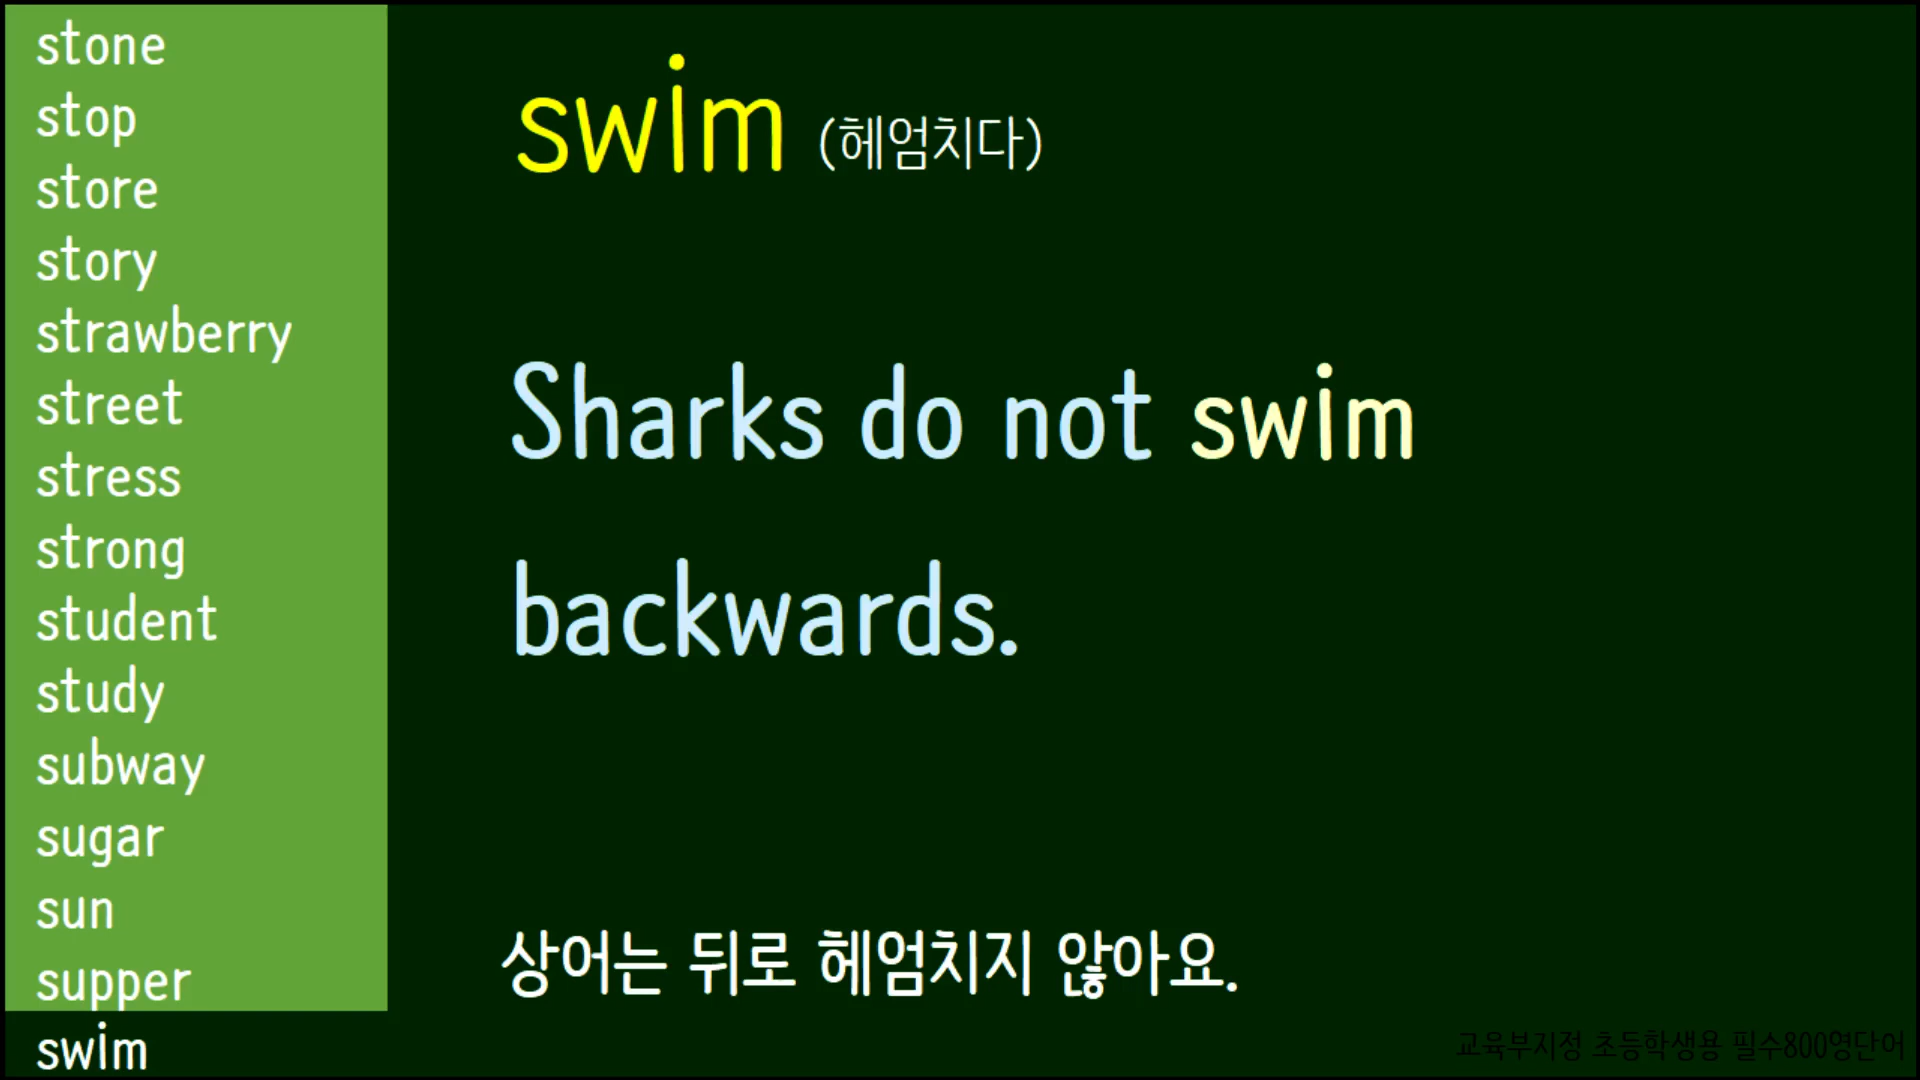 stone
stop
store
story
strawberry
street
stress
strong
student
study
subway
sugar
sun
supper
swim
swim (헤엄치다)
Sharks do not swim
backwards.
상어는 뒤로 헤엄치지 않아요.
교육부지정 초등학생용 필수800영단어